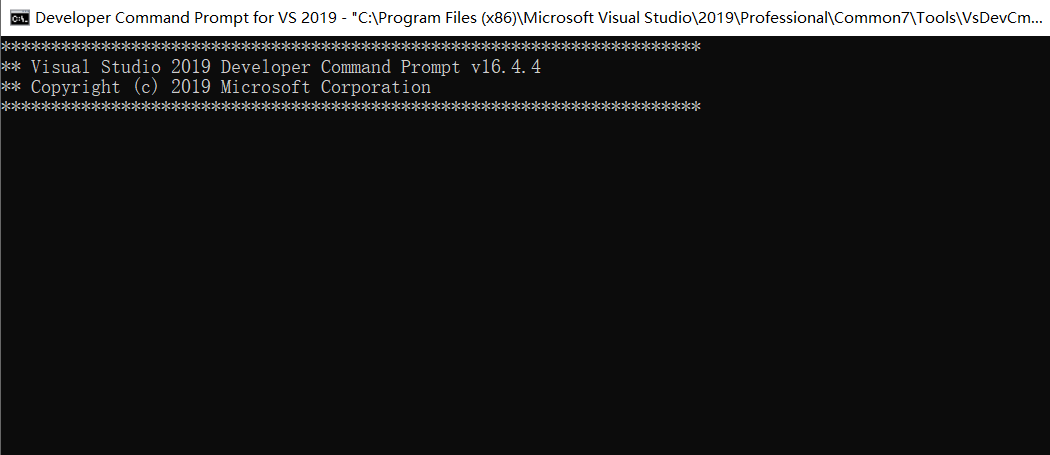 Developer Command Prompt for VS 2019 - "C:\Program Files (x86)\Microsoft Visual Studio\2019\Professional\Common7\Tools\VsDevCm...
**********************************************************************
** Visual Studio 2019 Developer Command Prompt v16.4.4
** Copyright (c) 2019 Microsoft Corporation
**********************************************************************